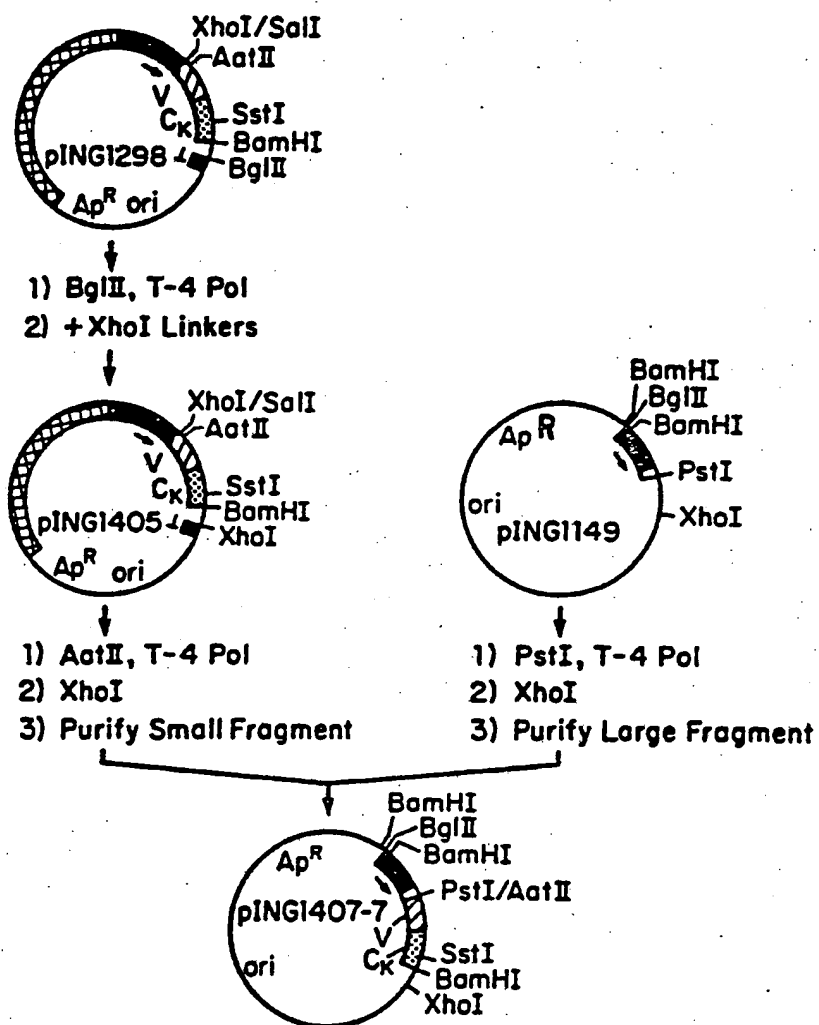 XhoI/SalI
AatII
V
Cκ
SstI
BamHI
pING1298
BglII
Apᴿ ori
1) BglII, T-4 Pol
2) +XhoI Linkers
XhoI/SalI
AatII
V
Cκ
SstI
BamHI
pING1405
XhoI
Apᴿ ori
BamHI
BglII
BamHI
Apᴿ
PstI
ori
XhoI
pING1149
1) AatII, T-4 Pol
2) XhoI
3) Purify Small Fragment
1) PstI, T-4 Pol
2) XhoI
3) Purify Large Fragment
BamHI
BglII
BamHI
Apᴿ
PstI/AatII
pING1407-7
V
Cκ
ori
SstI
BamHI
XhoI